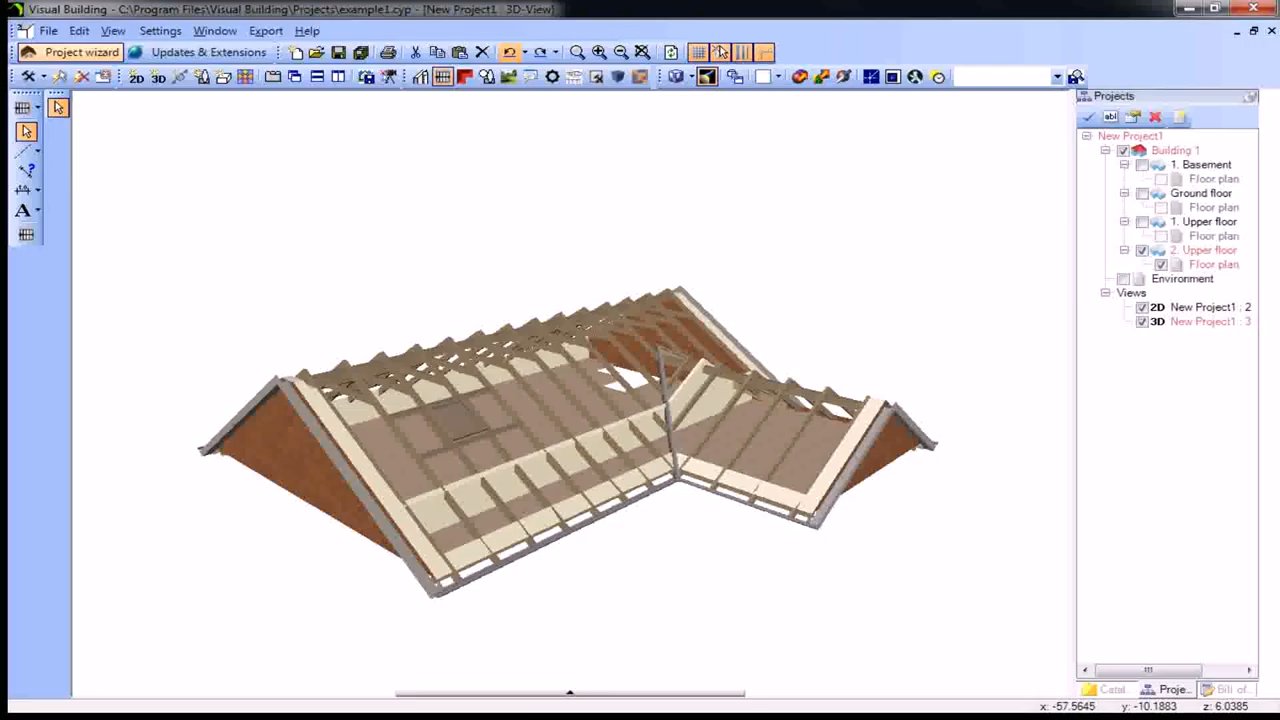 Visual Building - C:\Program Files\Visual Building\Projects\example1.cyp - [New Project1 3D-View]
File Edit View Settings Window Export Help
Project wizard Updates & Extensions
2D 3D
Projects
abl
New Project1
Building 1
1. Basement
Floor plan
Ground floor
Floor plan
1. Upper floor
Floor plan
2. Upper floor
Floor plan
Environment
Views
2D New Project1 : 2
3D New Project1 : 3
A
Catal Proje... Bill of...
x: -57.5645 y: -10.1883 z: 6.0385